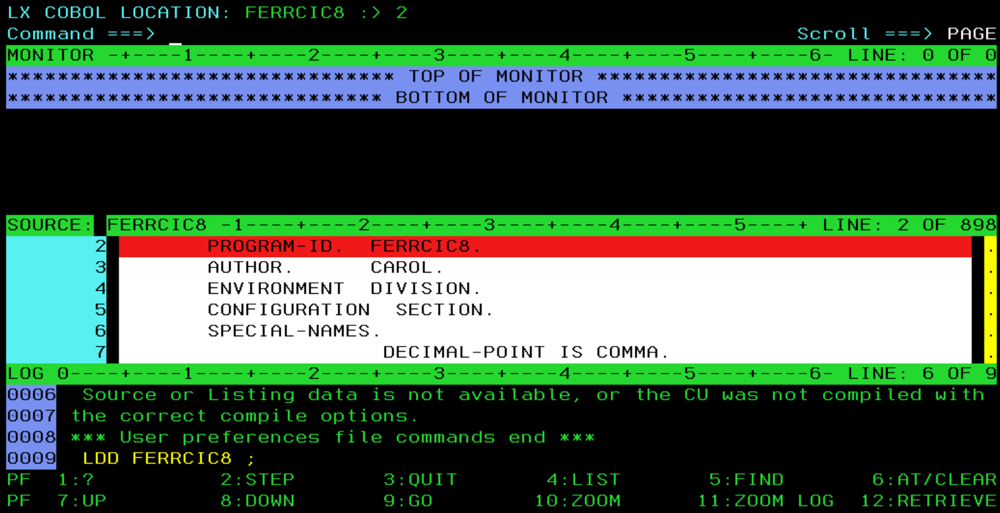 LX COBOL LOCATION: FERRCIC8 :> 2
Command ===> _ Scroll ===> PAGE
MONITOR -+----1----+----2----+----3----+----4----+----5----+----6- LINE: 0 OF 0
******************************* TOP OF MONITOR ********************************
****************************** BOTTOM OF MONITOR ******************************
SOURCE: FERRCIC8 -1----+----2----+----3----+----4----+----5----+ LINE: 2 OF 898
2 PROGRAM-ID. FERRCIC8. .
3 AUTHOR. CAROL. .
4 ENVIRONMENT DIVISION. .
5 CONFIGURATION SECTION. .
6 SPECIAL-NAMES. .
7 DECIMAL-POINT IS COMMA. .
LOG 0----+----1----+----2----+----3----+----4----+----5----+----6- LINE: 6 OF 9
0006 Source or Listing data is not available, or the CU was not compiled with
0007 the correct compile options.
0008 *** User preferences file commands end ***
0009 LDD FERRCIC8 ;
PF 1:? 2:STEP 3:QUIT 4:LIST 5:FIND 6:AT/CLEAR
PF 7:UP 8:DOWN 9:GO 10:ZOOM 11:ZOOM LOG 12:RETRIEVE